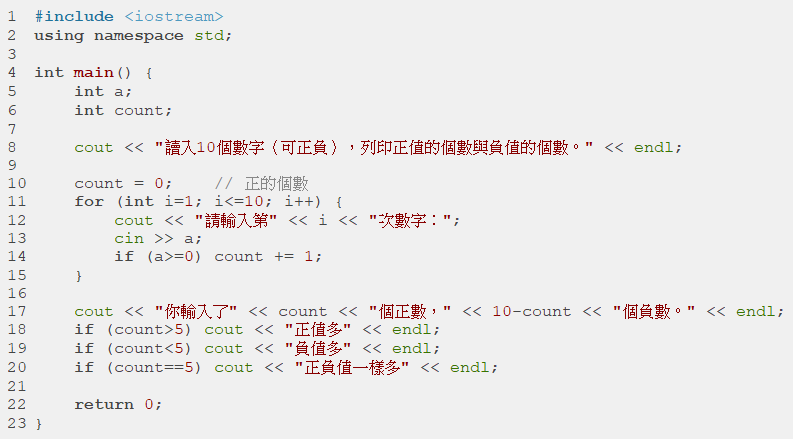 1 #include <iostream>
2 using namespace std;
3
4 int main() {
5     int a;
6     int count;
7
8     cout << "讀入10個數字（可正負），列印正值的個數與負值的個數。" << endl;
9
10     count = 0;    // 正的個數
11     for (int i=1; i<=10; i++) {
12         cout << "請輸入第" << i << "次數字：";
13         cin >> a;
14         if (a>=0) count += 1;
15     }
16
17     cout << "你輸入了" << count << "個正數，" << 10-count << "個負數。" << endl;
18     if (count>5) cout << "正值多" << endl;
19     if (count<5) cout << "負值多" << endl;
20     if (count==5) cout << "正負值一樣多" << endl;
21
22     return 0;
23 }